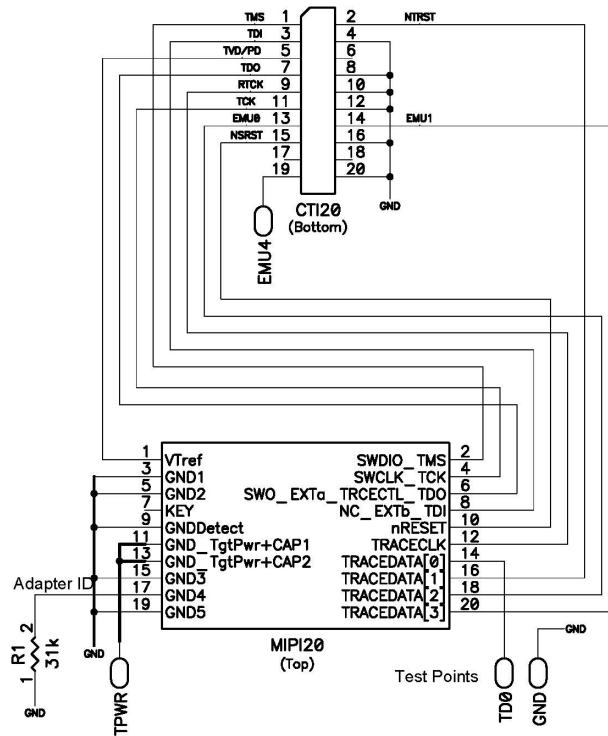 TMS 1 2 NTRST
TDI 3 4
TVD/PD 5 6
TDO 7 8
RTCK 9 10
TCK 11 12
EMU0 13 14 EMU1
NSRST 15 16
17 18
19 20
GND
CTI20
(Bottom)
EMU4
1 VTref SWDIO_TMS 2
3 GND1 SWCLK_TCK 4
5 GND2 SWO_EXTa_TRCECTL_TDO 6
7 KEY NC_EXTb_TDI 8
9 GNDDetect nRESET 10
11 GND_TgtPwr+CAP1 TRACECLK 12
13 GND_TgtPwr+CAP2 TRACEDATA[0] 14
15 GND3 TRACEDATA[1] 16
Adapter ID 17 GND4 TRACEDATA[2] 18
19 GND5 TRACEDATA[3] 20
MIPI20
(Top)
R1 31k
2
1
GND
GND
TPWR
Test Points
TD0
GND
GND